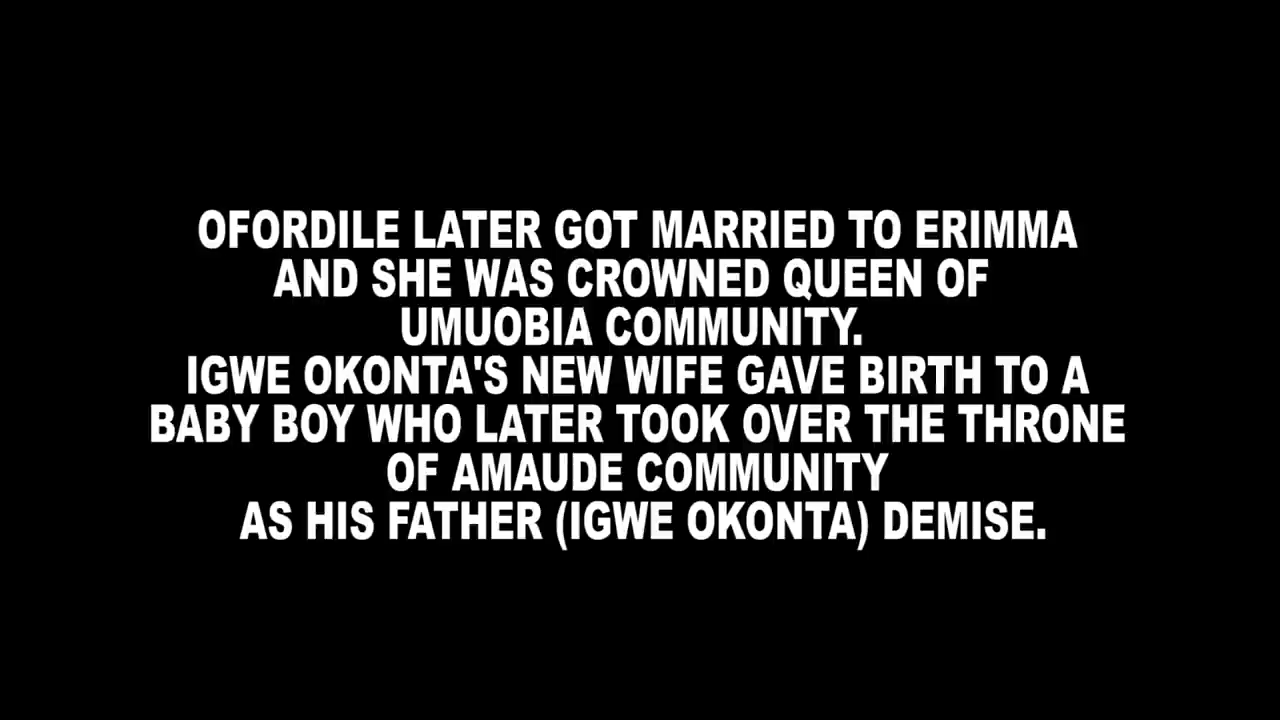 OFORDILE LATER GOT MARRIED TO ERIMMA
AND SHE WAS CROWNED QUEEN OF
UMUOBIA COMMUNITY.
IGWE OKONTA'S NEW WIFE GAVE BIRTH TO A
BABY BOY WHO LATER TOOK OVER THE THRONE
OF AMAUDE COMMUNITY
AS HIS FATHER (IGWE OKONTA) DEMISE.